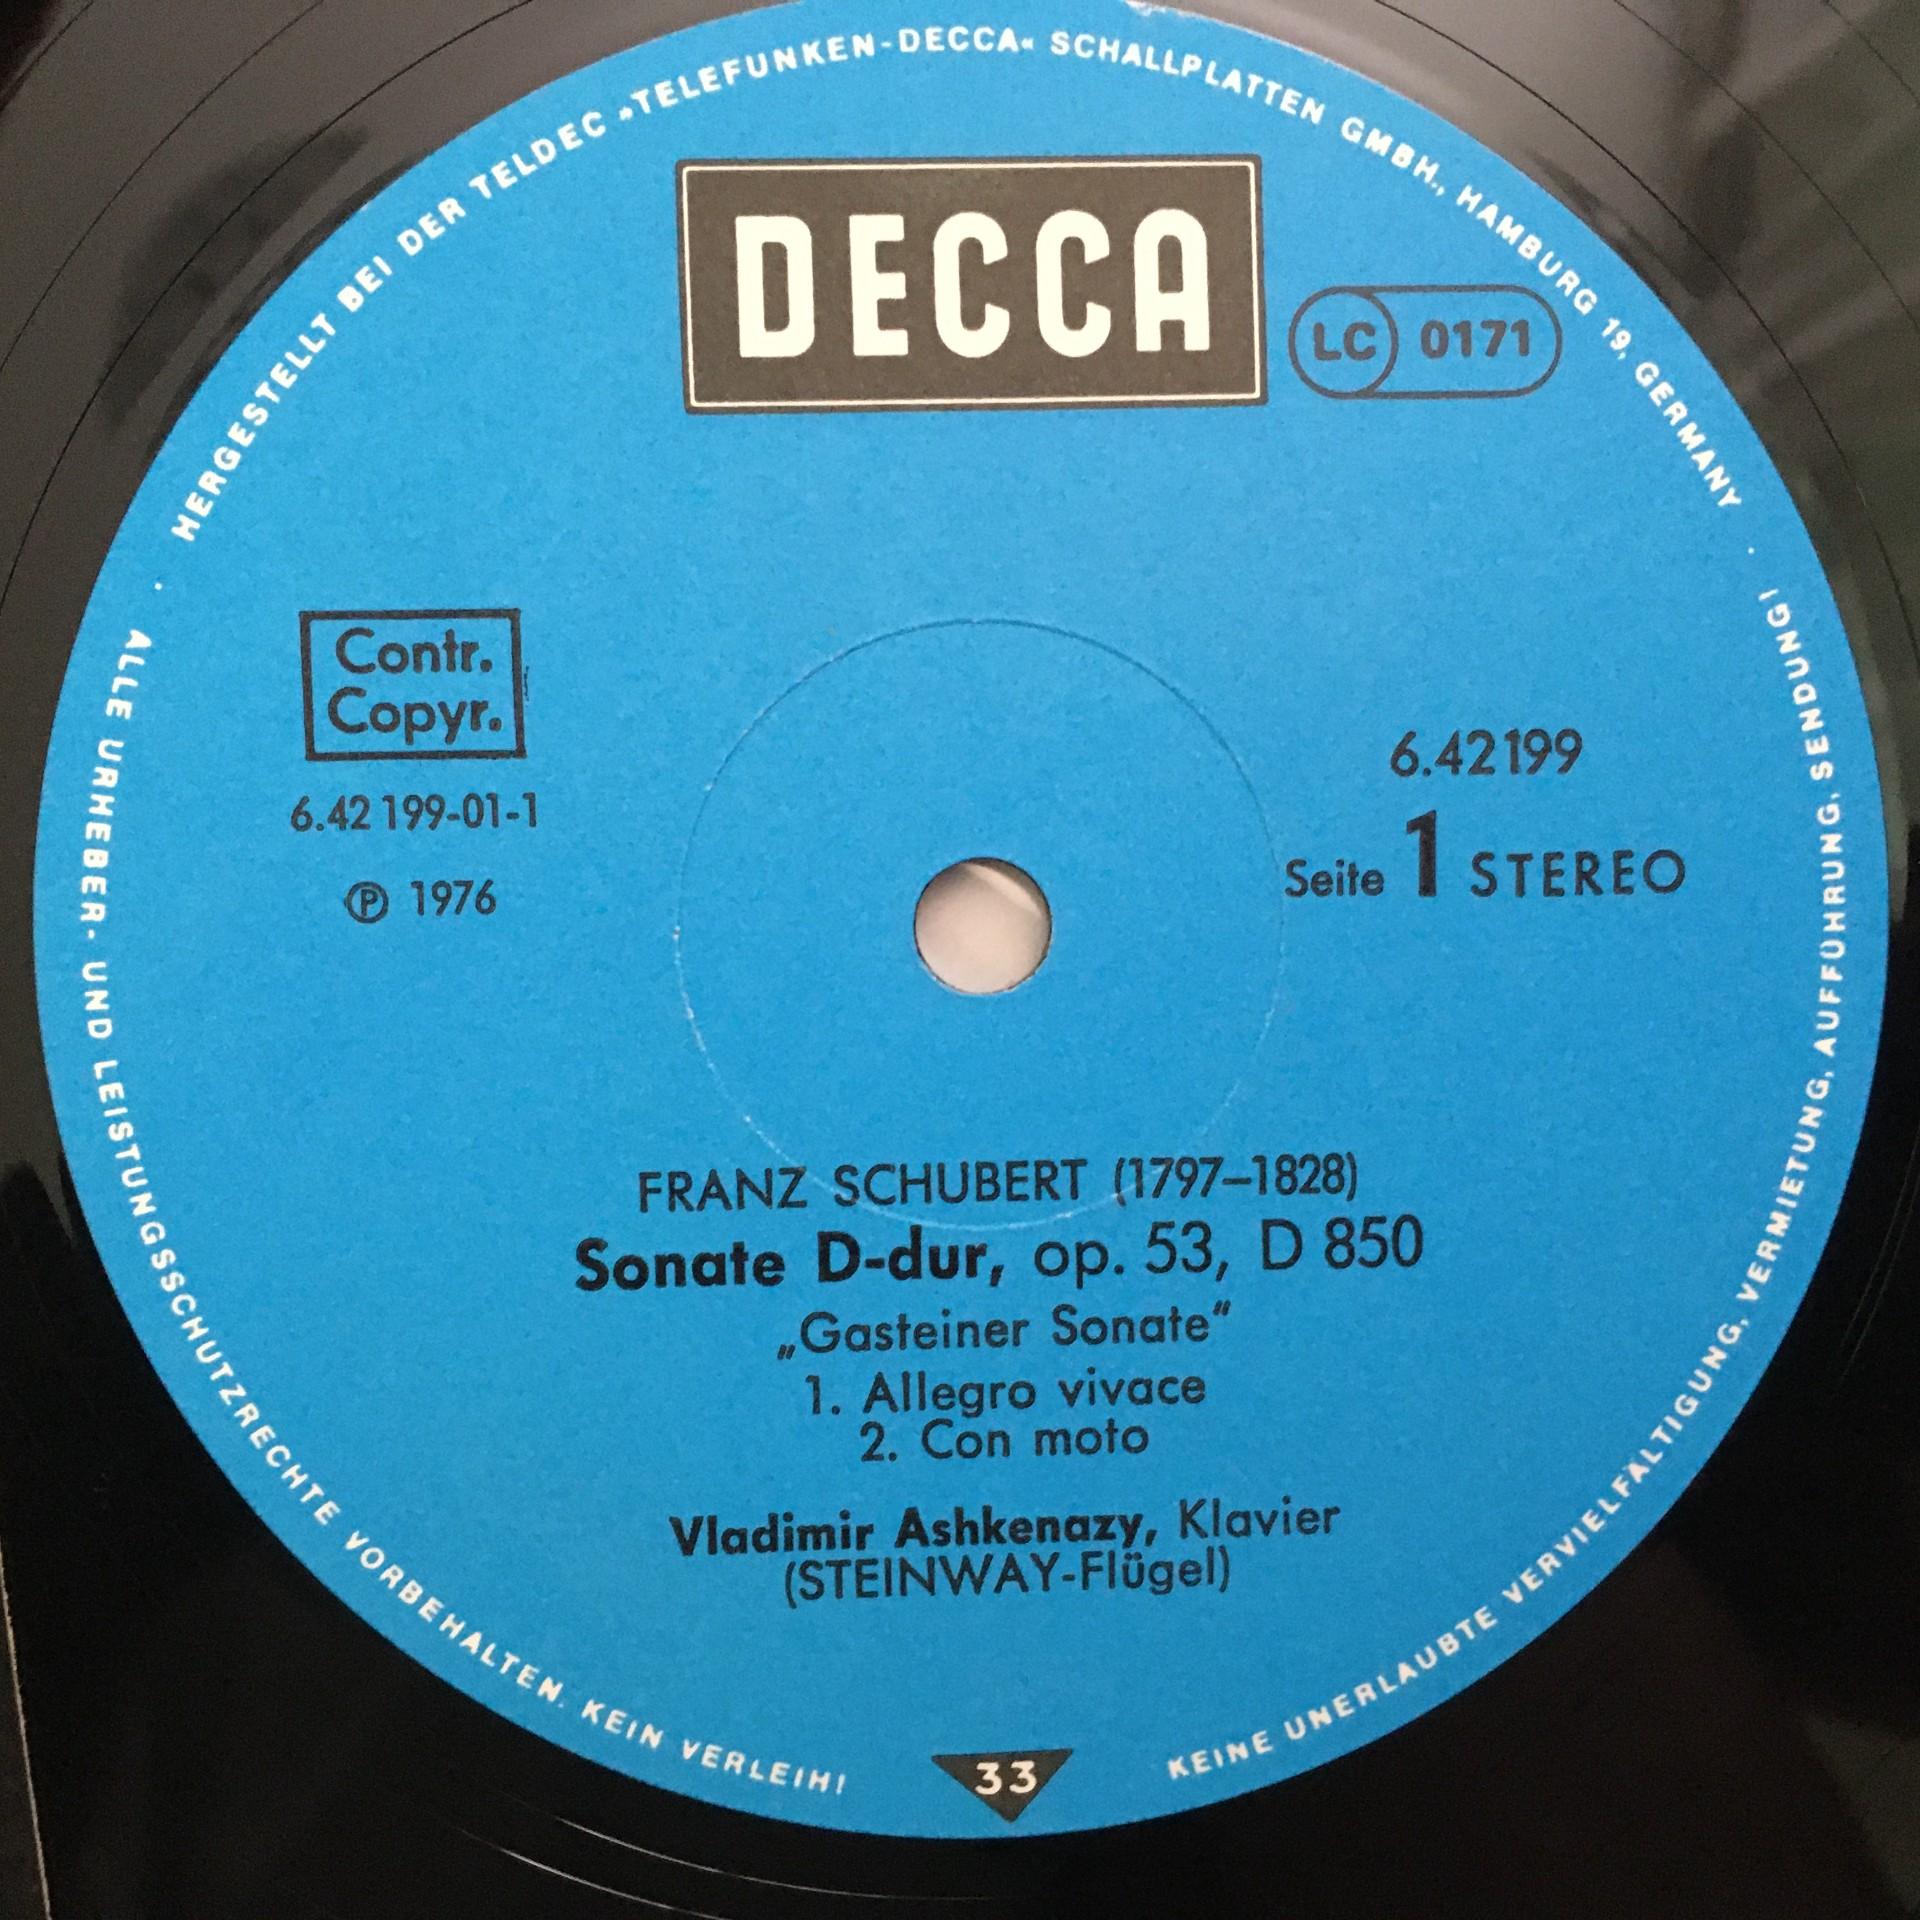 HERGESTELLT BEI DER TELDEC »TELEFUNKEN-DECCA« SCHALLPLATTEN GMBH., HAMBURG 19, GERMANY ·
DECCA
LC 0171
Contr.
Copyr.
6.42 199-01-1
Ⓟ 1976
6.42199
Seite 1 STEREO
FRANZ SCHUBERT (1797–1828)
Sonate D-dur, op. 53, D 850
„Gasteiner Sonate“
1. Allegro vivace
2. Con moto
Vladimir Ashkenazy, Klavier
(STEINWAY-Flügel)
33
· ALLE URHEBER- UND LEISTUNGSSCHUTZRECHTE VORBEHALTEN. KEIN VERLEIH!
KEINE UNERLAUBTE VERVIELFÄLTIGUNG, VERMIETUNG, AUFFÜHRUNG, SENDUNG!